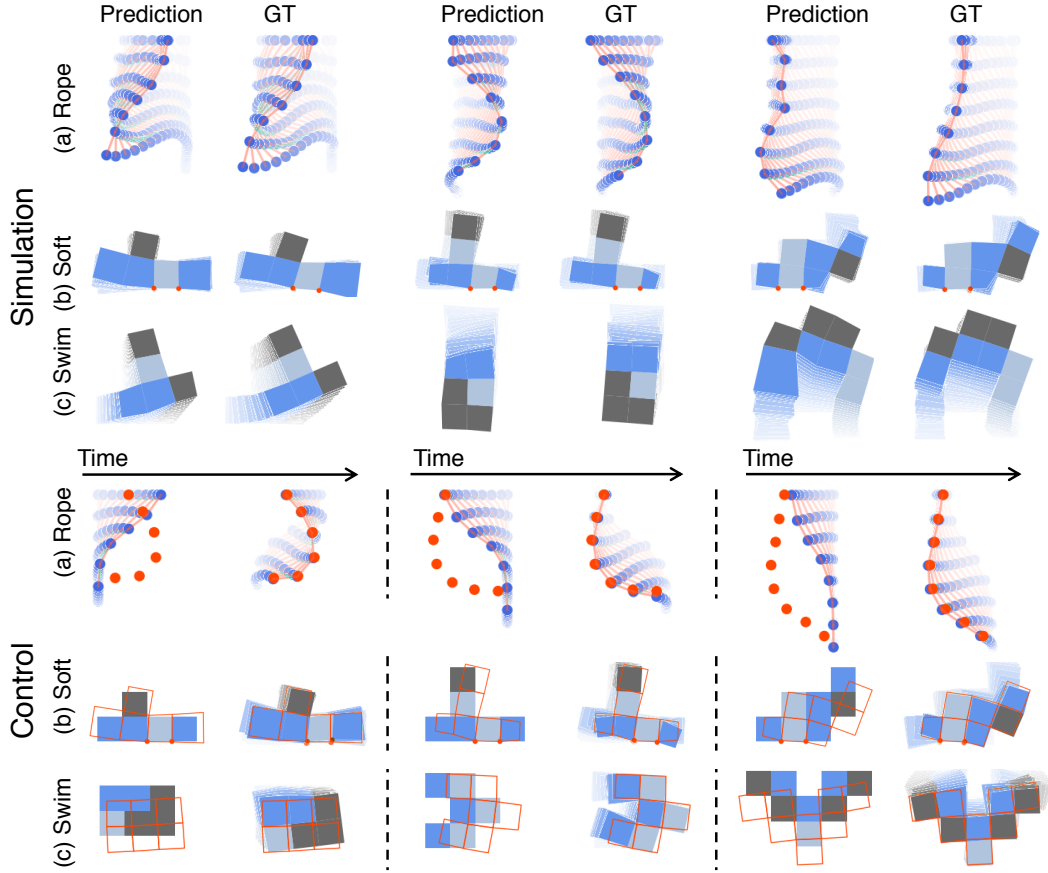 Prediction GT Prediction GT Prediction GT
Simulation
(a) Rope
(b) Soft
(c) Swim
Time Time Time
Control
(a) Rope
(b) Soft
(c) Swim